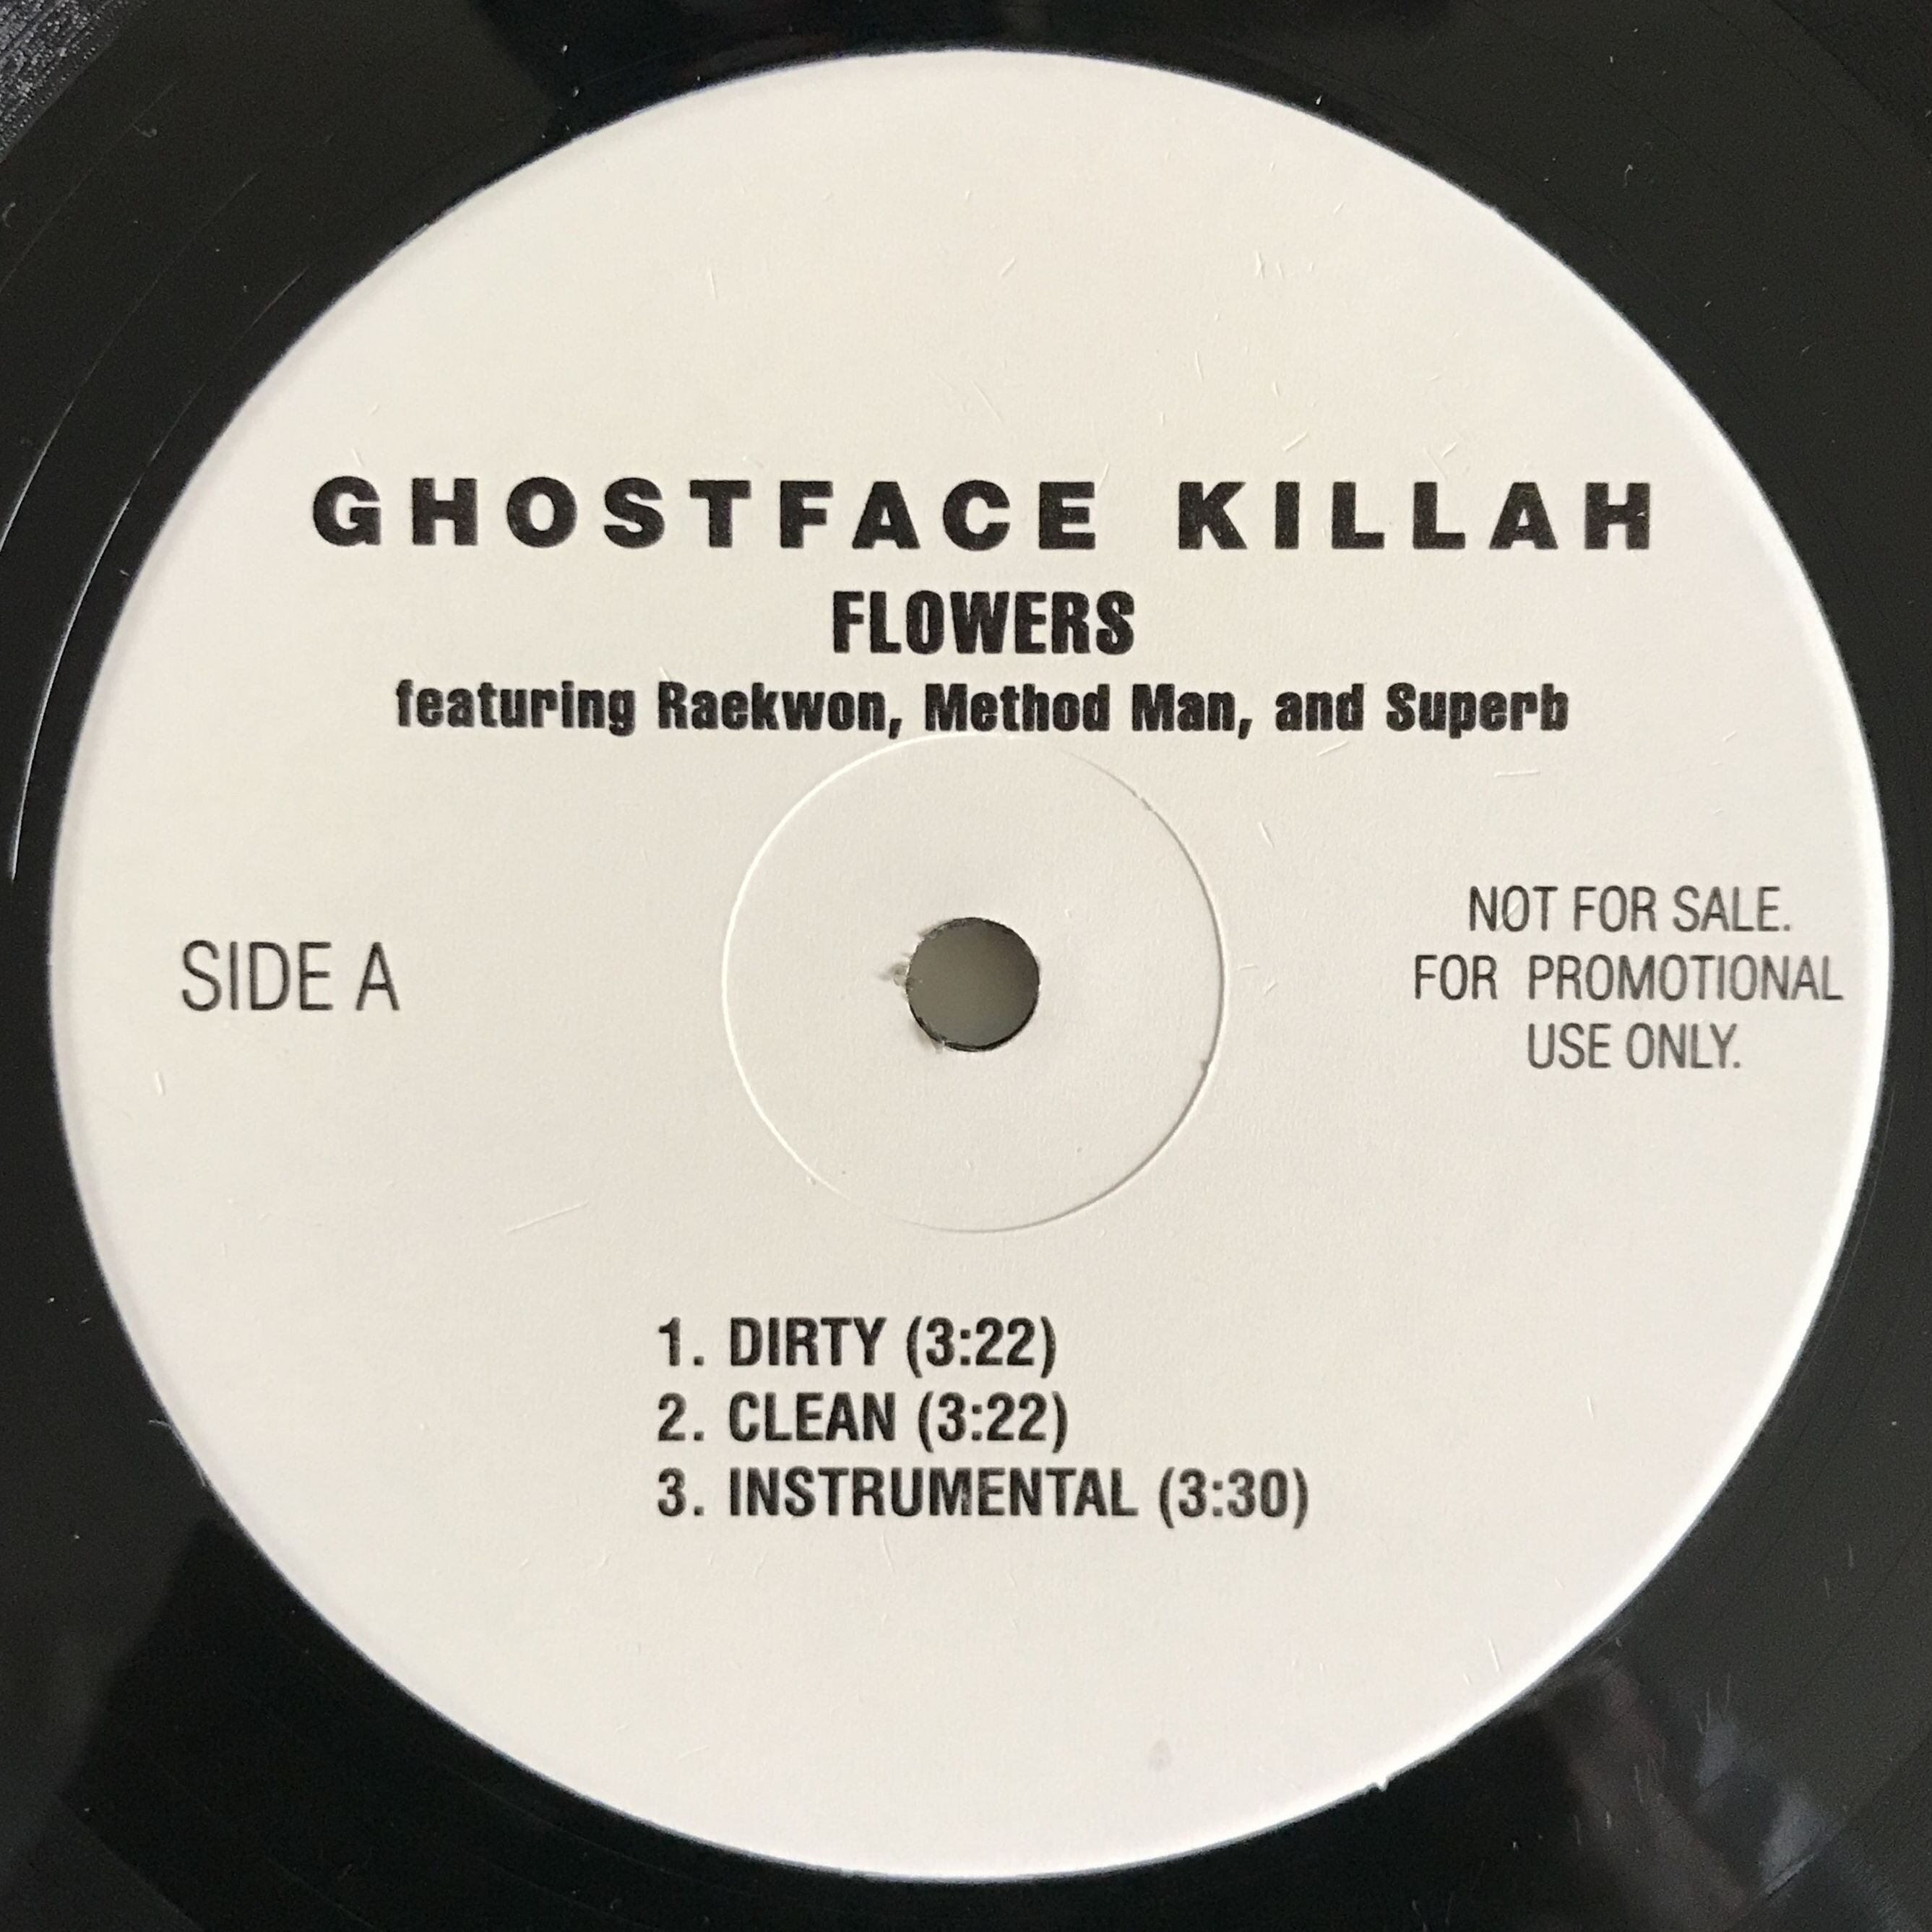 GHOSTFACE KILLAH
FLOWERS
featuring Raekwon, Method Man, and Superb
SIDE A
NOT FOR SALE.
FOR PROMOTIONAL
USE ONLY.
1. DIRTY (3:22)
2. CLEAN (3:22)
3. INSTRUMENTAL (3:30)